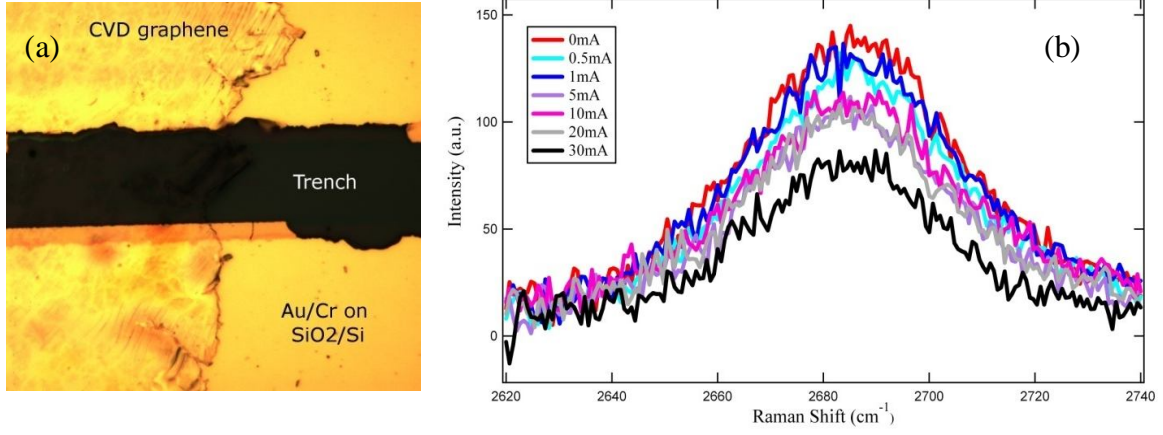 (a)
CVD graphene
Trench
Au/Cr on
SiO2/Si
(b)
150
100
50
0
Intensity (a.u.)
0mA
0.5mA
1mA
5mA
10mA
20mA
30mA
2620
2640
2660
2680
2700
2720
2740
Raman Shift (cm⁻¹)